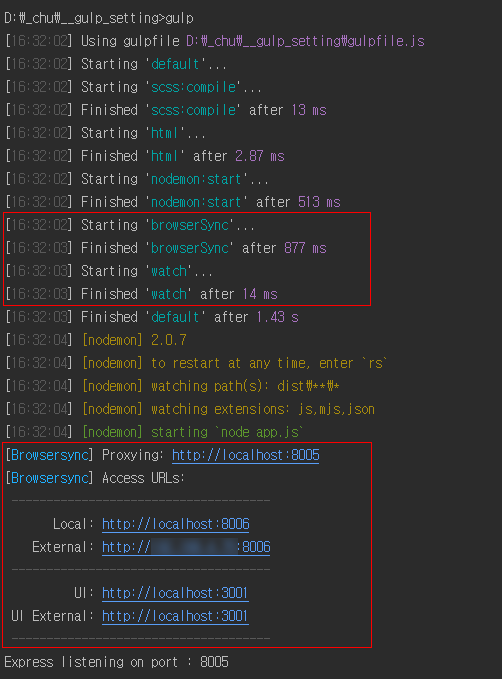 D:₩_chu₩__gulp_setting>gulp
[16:32:02] Using gulpfile D:₩_chu₩__gulp_setting₩gulpfile.js
[16:32:02] Starting 'default'...
[16:32:02] Starting 'scss:compile'...
[16:32:02] Finished 'scss:compile' after 13 ms
[16:32:02] Starting 'html'...
[16:32:02] Finished 'html' after 2.87 ms
[16:32:02] Starting 'nodemon:start'...
[16:32:02] Finished 'nodemon:start' after 513 ms
[16:32:02] Starting 'browserSync'...
[16:32:03] Finished 'browserSync' after 877 ms
[16:32:03] Starting 'watch'...
[16:32:03] Finished 'watch' after 14 ms
[16:32:03] Finished 'default' after 1.43 s
[16:32:04] [nodemon] 2.0.7
[16:32:04] [nodemon] to restart at any time, enter `rs`
[16:32:04] [nodemon] watching path(s): dist₩**₩*
[16:32:04] [nodemon] watching extensions: js,mjs,json
[16:32:04] [nodemon] starting `node app.js`
[Browsersync] Proxying: http://localhost:8005
[Browsersync] Access URLs:
-------------------------------------
Local: http://localhost:8006
External: http:// :8006
-------------------------------------
UI: http://localhost:3001
UI External: http://localhost:3001
-------------------------------------
Express listening on port : 8005